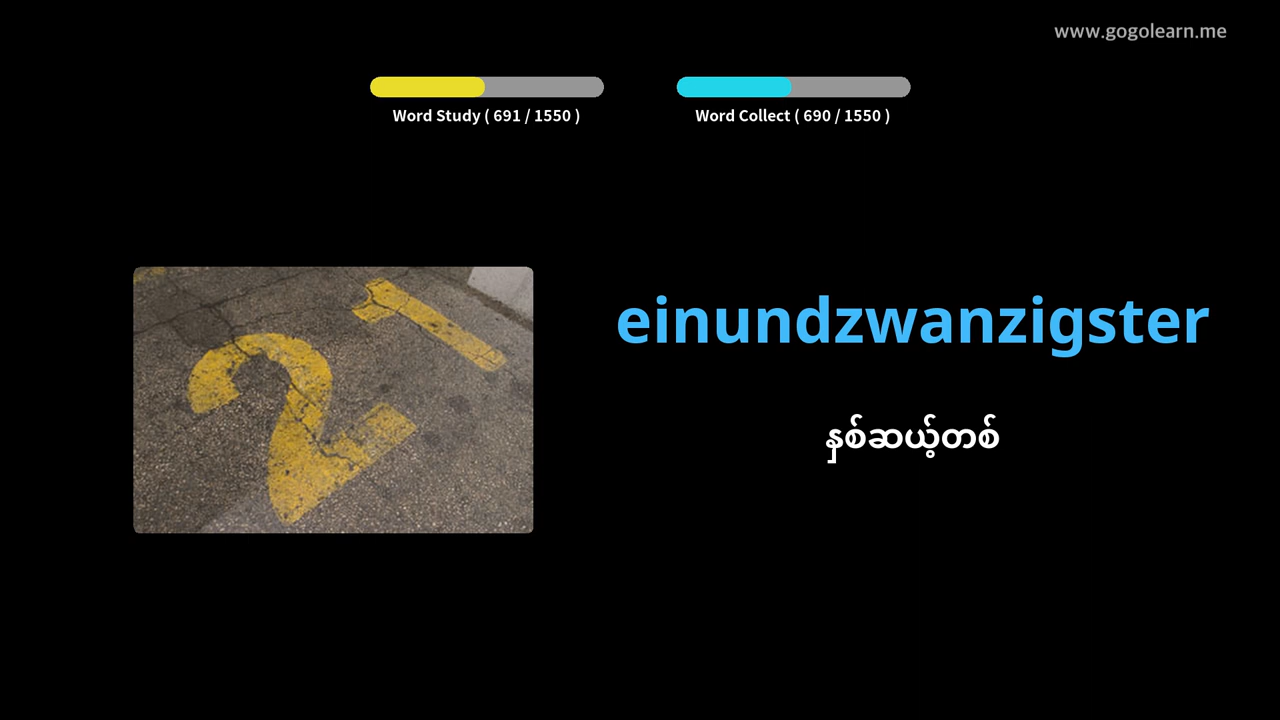 www.gogolearn.me
Word Study ( 691 / 1550 )
Word Collect ( 690 / 1550 )
21
einundzwanzigster
နှစ်ဆယ့်တစ်